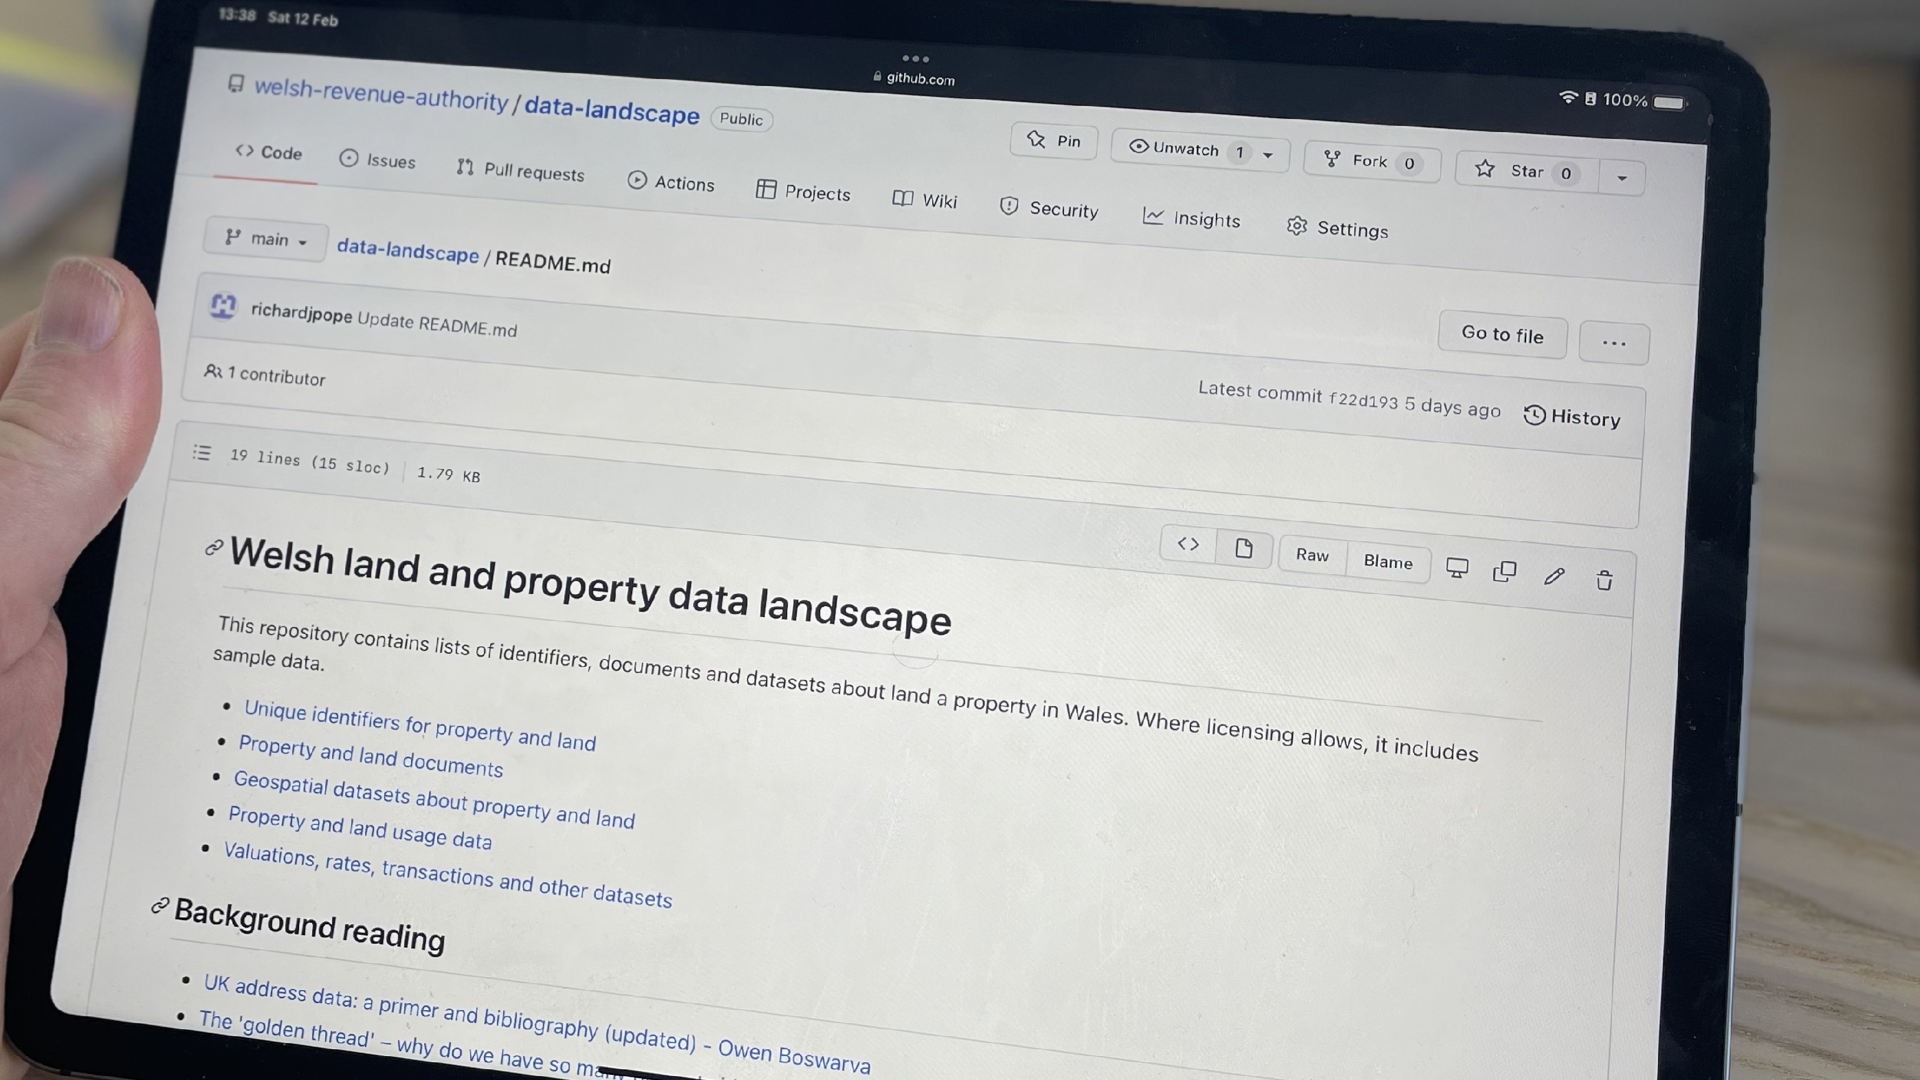 13:38 Sat 12 Feb
github.com
100%
welsh-revenue-authority / data-landscape Public
Pin Unwatch 1 Fork 0 Star 0
Code Issues Pull requests Actions Projects Wiki Security Insights Settings
main data-landscape / README.md
Go to file ...
richardjpope Update README.md
Latest commit f22d193 5 days ago History
1 contributor
19 lines (15 sloc) 1.79 KB
Raw Blame
Welsh land and property data landscape
This repository contains lists of identifiers, documents and datasets about land a property in Wales. Where licensing allows, it includes
sample data.
• Unique identifiers for property and land
• Property and land documents
• Geospatial datasets about property and land
• Property and land usage data
• Valuations, rates, transactions and other datasets
Background reading
• UK address data: a primer and bibliography (updated) - Owen Boswarva
• The 'golden thread' – why do we have so